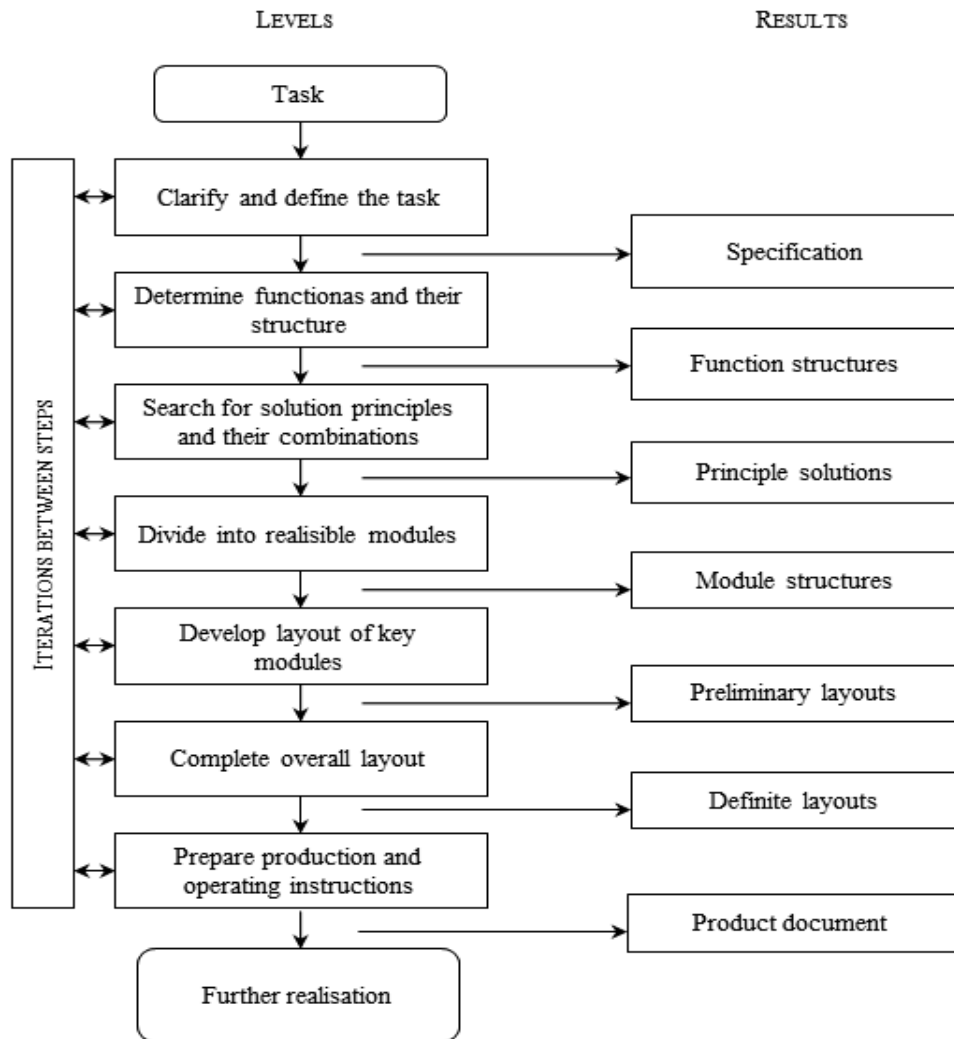 LEVELS
RESULTS
Task
Clarify and define the task
Specification
Determine functionas and their
structure
Function structures
Search for solution principles
and their combinations
Principle solutions
Divide into realisible modules
Module structures
Develop layout of key
modules
Preliminary layouts
Complete overall layout
Definite layouts
Prepare production and
operating instructions
Product document
Further realisation
ITERATIONS BETWEEN STEPS